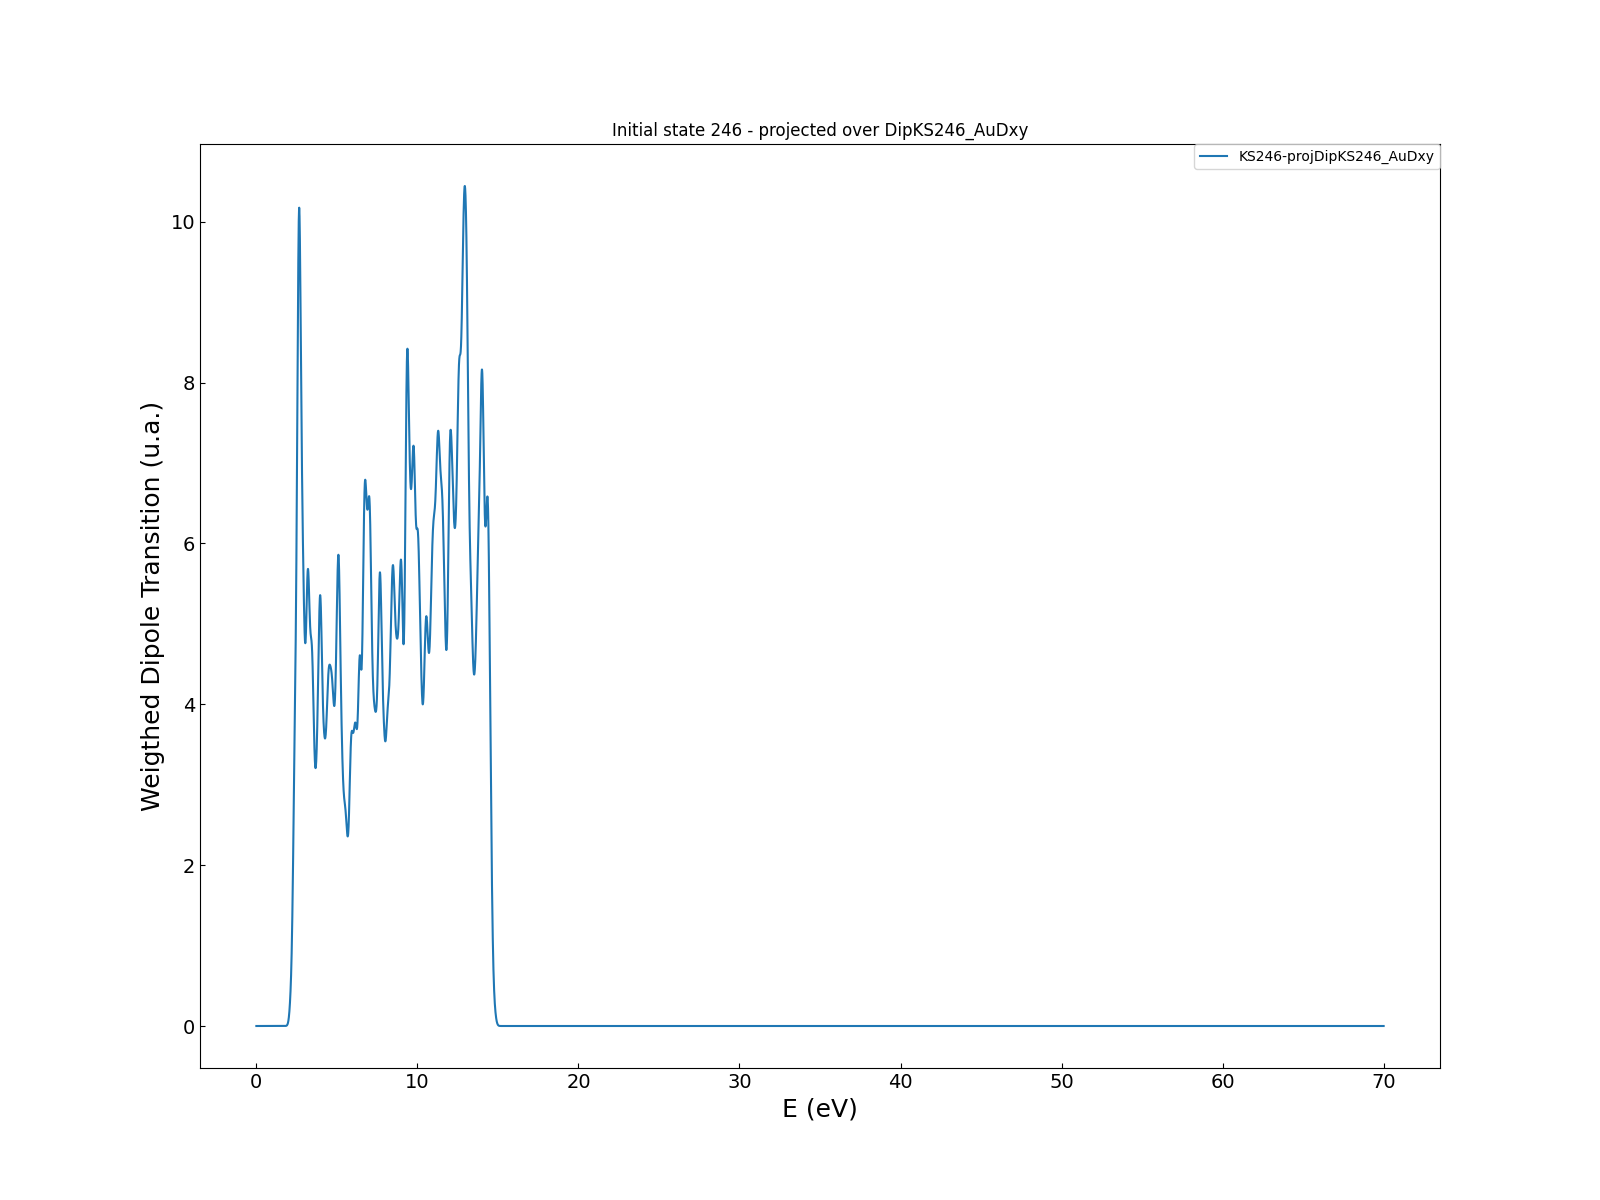 Initial state 246 - projected over DipKS246_AuDxy
KS246-projDipKS246_AuDxy
Weigthed Dipole Transition (u.a.)
10
8
6
4
2
0
0 10 20 30 40 50 60 70
E (eV)